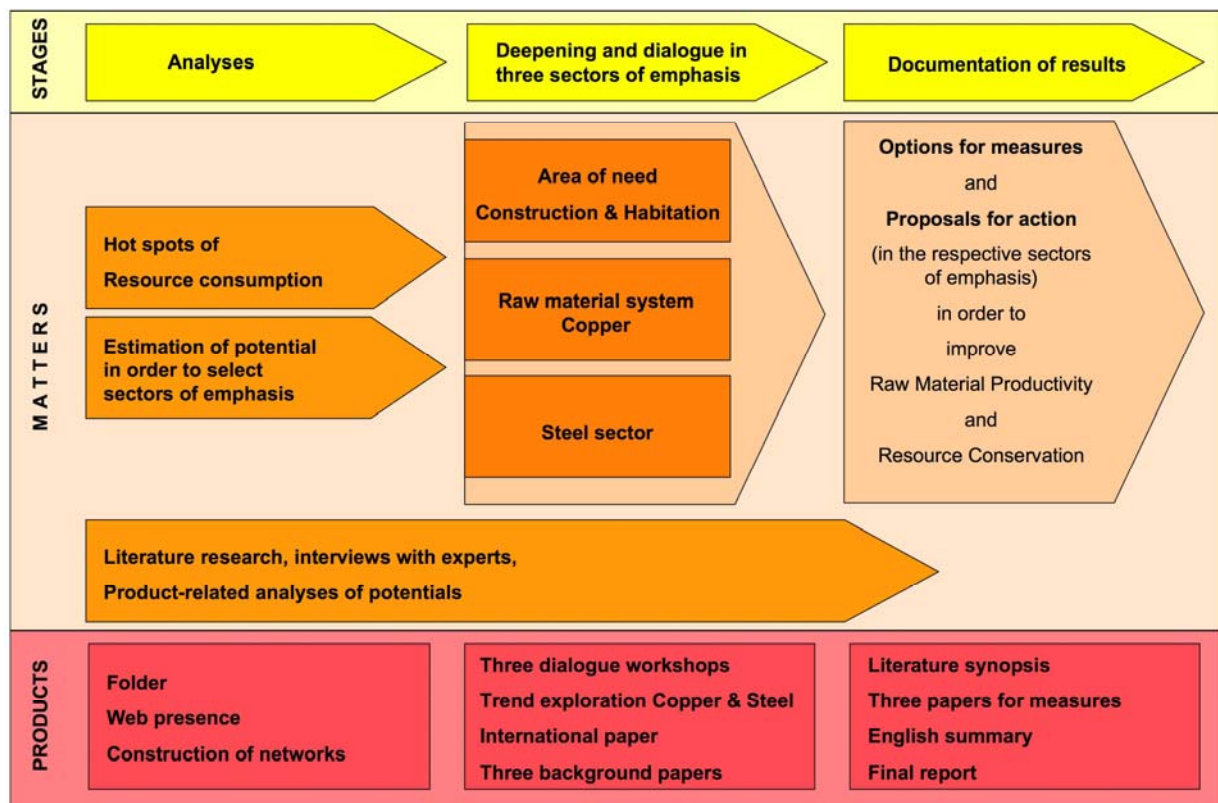 STAGES
Analyses
Deepening and dialogue in
three sectors of emphasis
Documentation of results
MATTERS
Hot spots of
Resource consumption
Estimation of potential
in order to select
sectors of emphasis
Area of need
Construction & Habitation
Raw material system
Copper
Steel sector
Options for measures
and
Proposals for action
(in the respective sectors
of emphasis)
in order to
improve
Raw Material Productivity
and
Resource Conservation
Literature research, interviews with experts,
Product-related analyses of potentials
PRODUCTS
Folder
Web presence
Construction of networks
Three dialogue workshops
Trend exploration Copper & Steel
International paper
Three background papers
Literature synopsis
Three papers for measures
English summary
Final report